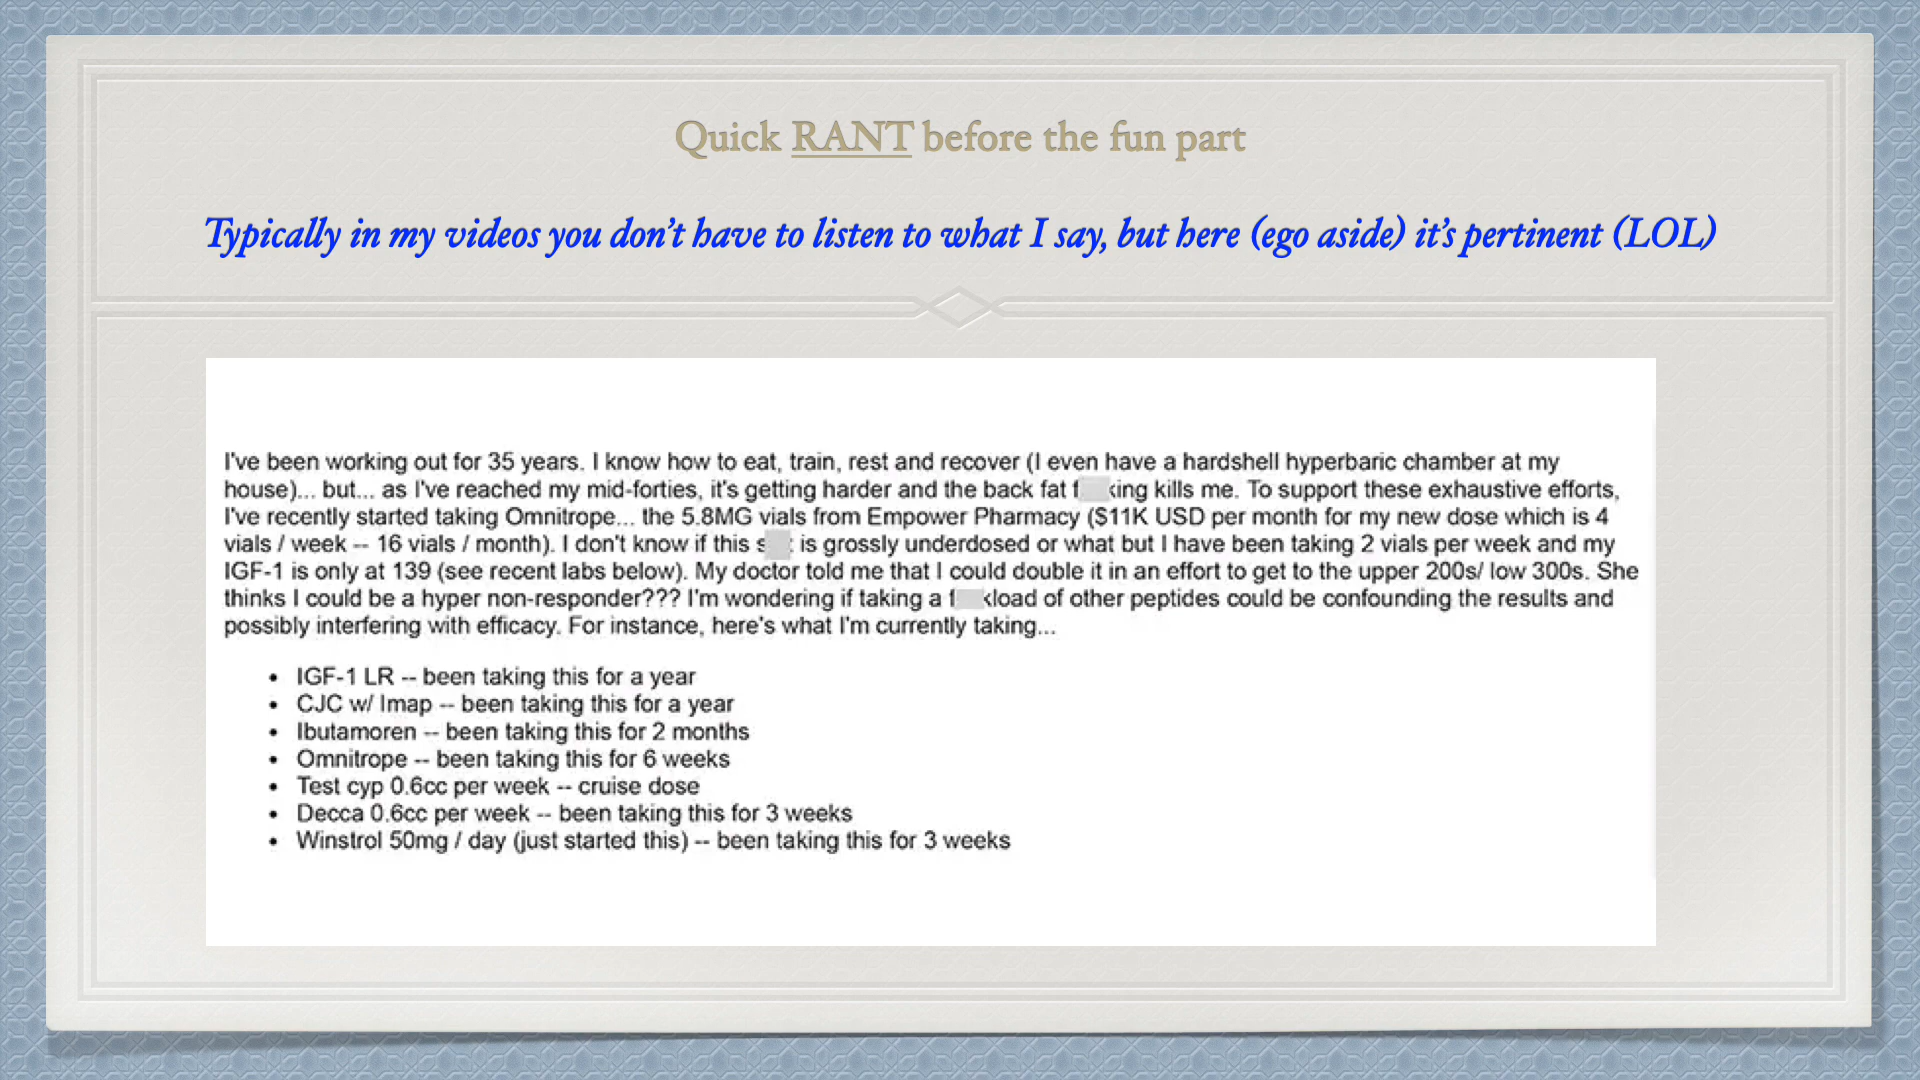 Quick RANT before the fun part
Typically in my videos you don't have to listen to what I say, but here (ego aside) it's pertinent (LOL)
I've been working out for 35 years. I know how to eat, train, rest and recover (I even have a hardshell hyperbaric chamber at my
house)... but... as I've reached my mid-forties, it's getting harder and the back fat f king kills me. To support these exhaustive efforts,
I've recently started taking Omnitrope... the 5.8MG vials from Empower Pharmacy ($11K USD per month for my new dose which is 4
vials / week -- 16 vials / month). I don't know if this s t is grossly underdosed or what but I have been taking 2 vials per week and my
IGF-1 is only at 139 (see recent labs below). My doctor told me that I could double it in an effort to get to the upper 200s/ low 300s. She
thinks I could be a hyper non-responder??? I'm wondering if taking a f kload of other peptides could be confounding the results and
possibly interfering with efficacy. For instance, here's what I'm currently taking...
• IGF-1 LR -- been taking this for a year
• CJC w/ Imap -- been taking this for a year
• Ibutamoren -- been taking this for 2 months
• Omnitrope -- been taking this for 6 weeks
• Test cyp 0.6cc per week -- cruise dose
• Decca 0.6cc per week -- been taking this for 3 weeks
• Winstrol 50mg / day (just started this) -- been taking this for 3 weeks